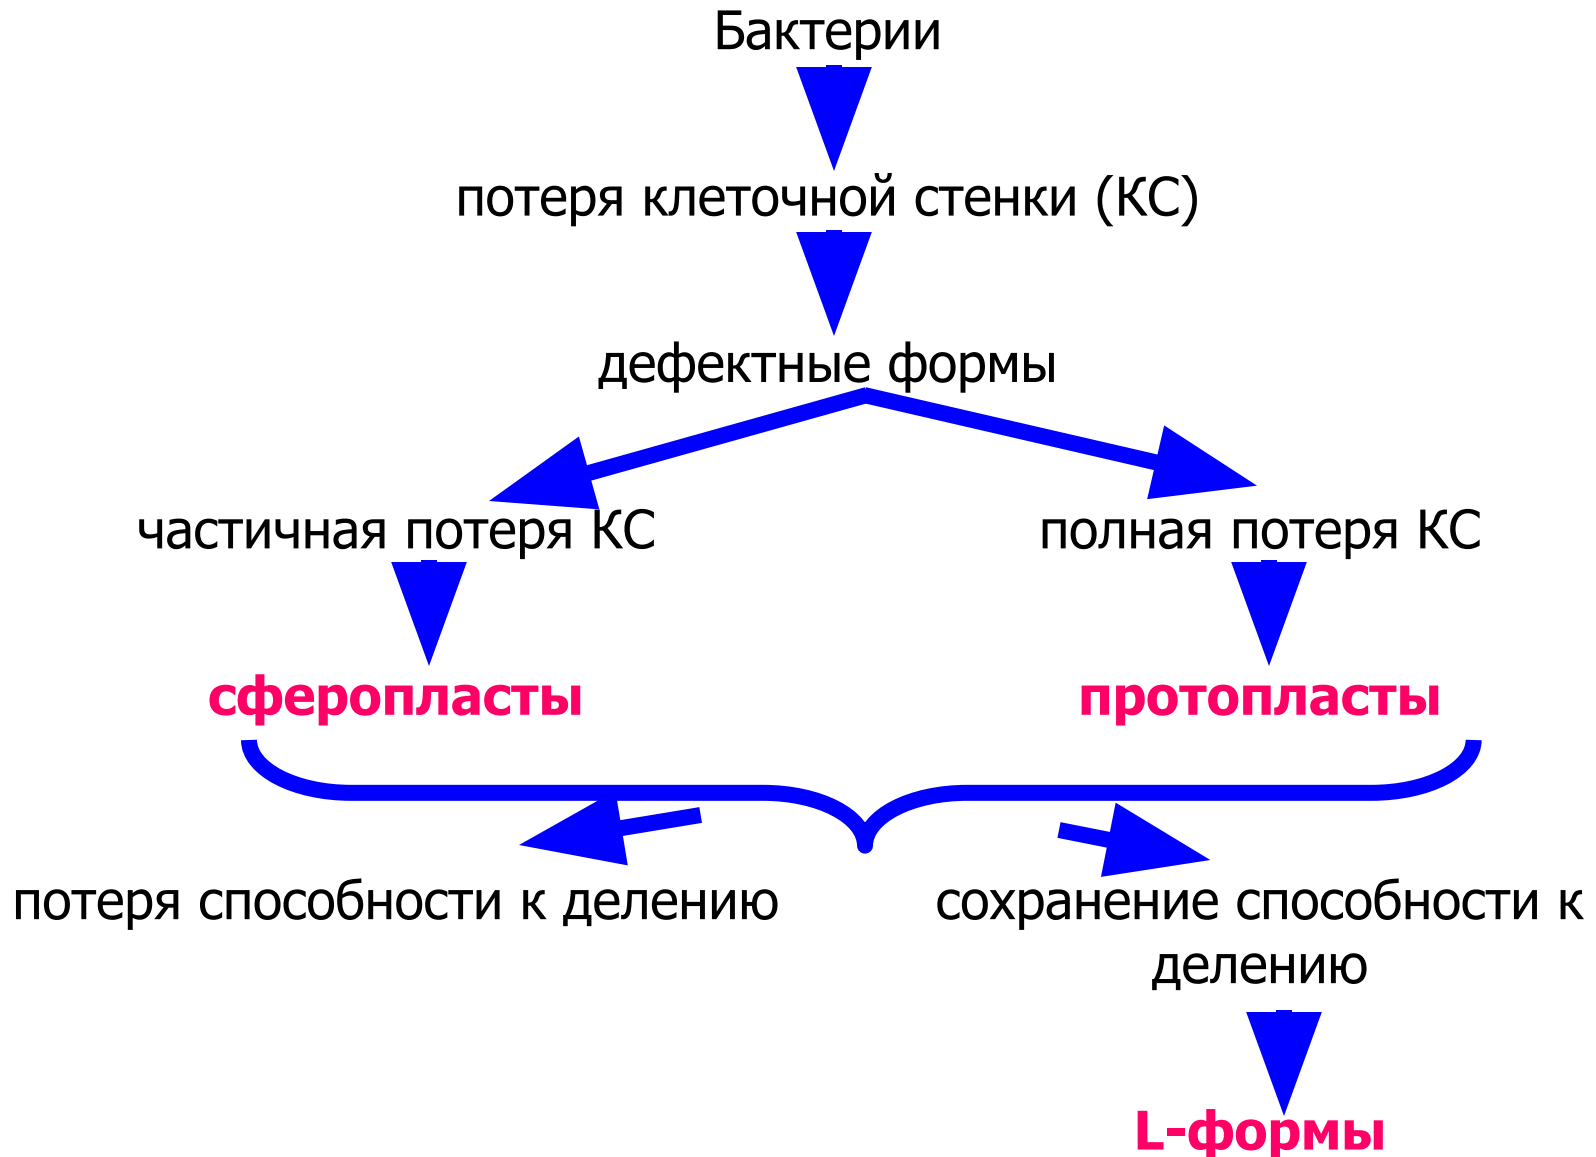 Бактерии
потеря клеточной стенки (КС)
дефектные формы
частичная потеря КС
полная потеря КС
сферопласты
протопласты
потеря способности к делению
сохранение способности к
делению
L-формы